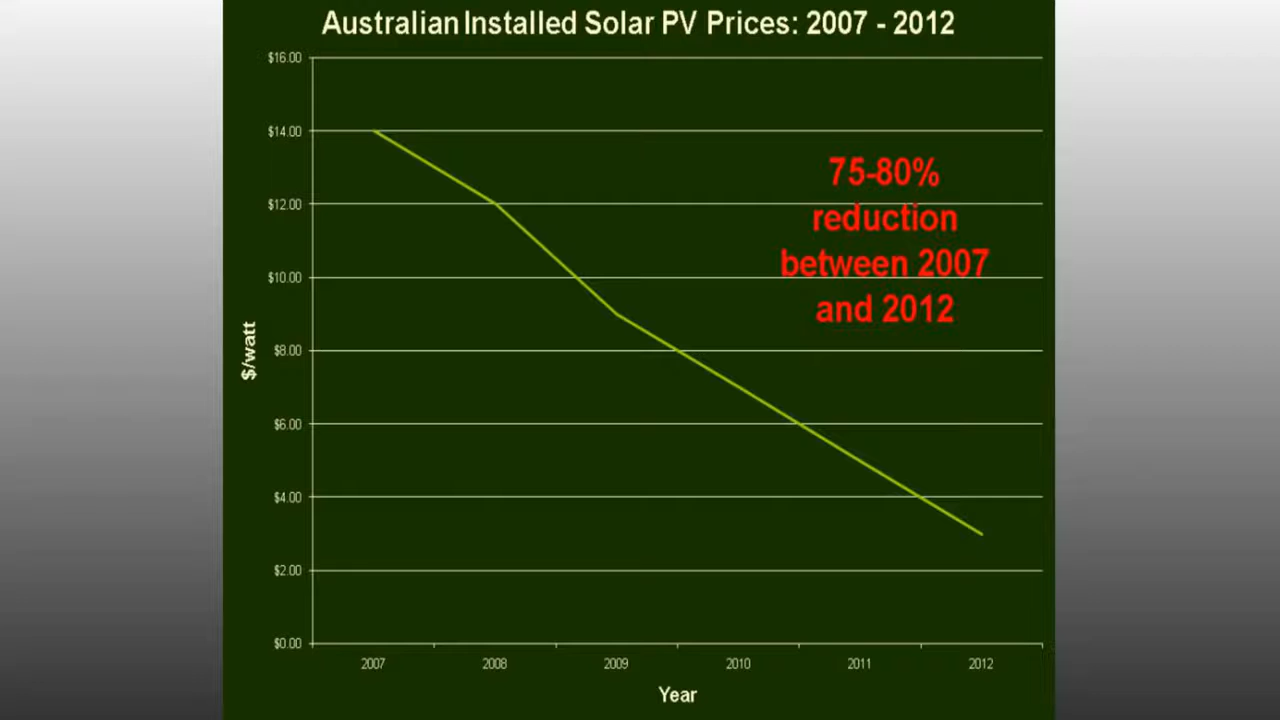 Australian Installed Solar PV Prices: 2007 - 2012
$16.00
$14.00
75-80%
$12.00
reduction
between 2007
$10.00
and 2012
$/watt
$8.00
$6.00
$4.00
$2.00
$0.00
2007 2008 2009 2010 2011 2012
Year